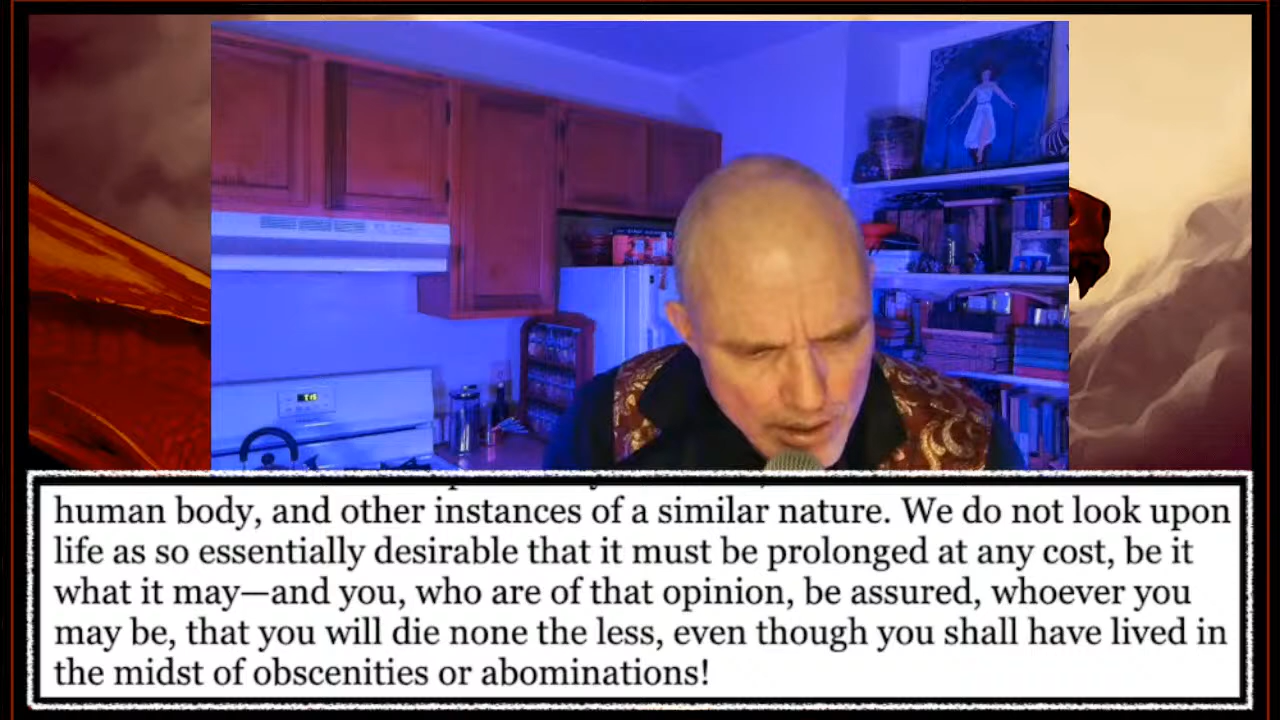 human body, and other instances of a similar nature. We do not look upon
life as so essentially desirable that it must be prolonged at any cost, be it
what it may—and you, who are of that opinion, be assured, whoever you
may be, that you will die none the less, even though you shall have lived in
the midst of obscenities or abominations!